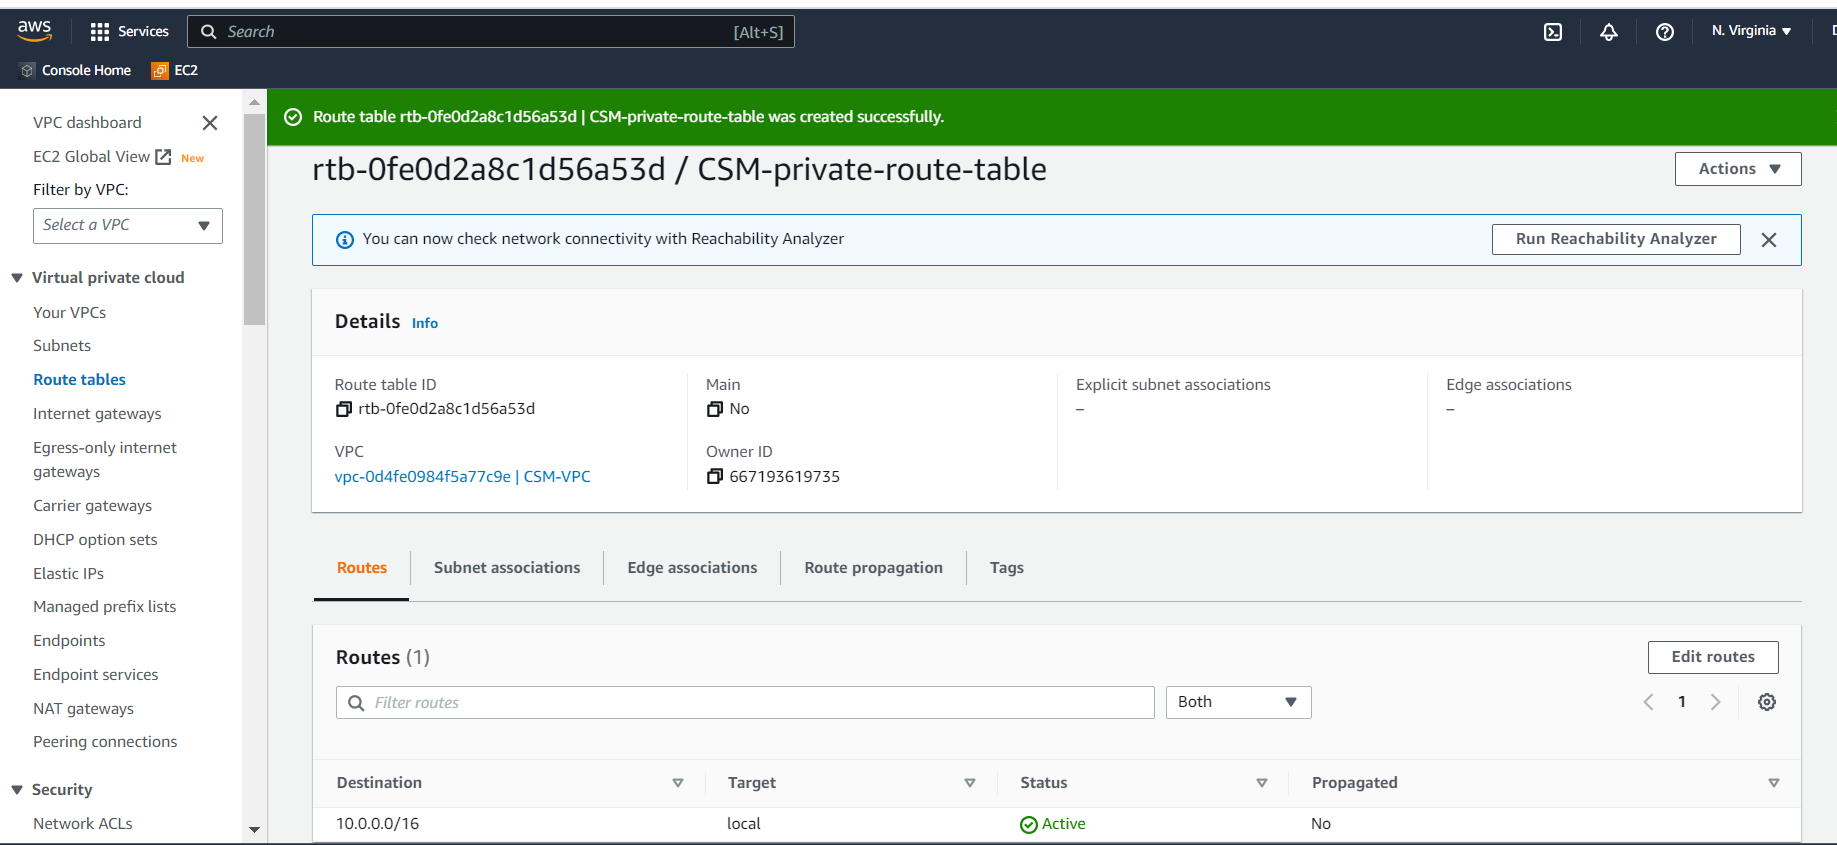 aws
Services
Search
[Alt+S]
N. Virginia
Console Home
EC2
VPC dashboard
EC2 Global View
New
Filter by VPC:
Select a VPC
Virtual private cloud
Your VPCs
Subnets
Route tables
Internet gateways
Egress-only internet
gateways
Carrier gateways
DHCP option sets
Elastic IPs
Managed prefix lists
Endpoints
Endpoint services
NAT gateways
Peering connections
Security
Network ACLs
Route table rtb-0fe0d2a8c1d56a53d | CSM-private-route-table was created successfully.
rtb-0fe0d2a8c1d56a53d / CSM-private-route-table
Actions
You can now check network connectivity with Reachability Analyzer
Run Reachability Analyzer
Details Info
Route table ID
rtb-0fe0d2a8c1d56a53d
Main
No
Explicit subnet associations
–
Edge associations
–
VPC
vpc-0d4fe0984f5a77c9e | CSM-VPC
Owner ID
667193619735
Routes
Subnet associations
Edge associations
Route propagation
Tags
Routes (1)
Edit routes
Filter routes
Both
1
Destination
Target
Status
Propagated
10.0.0.0/16
local
Active
No